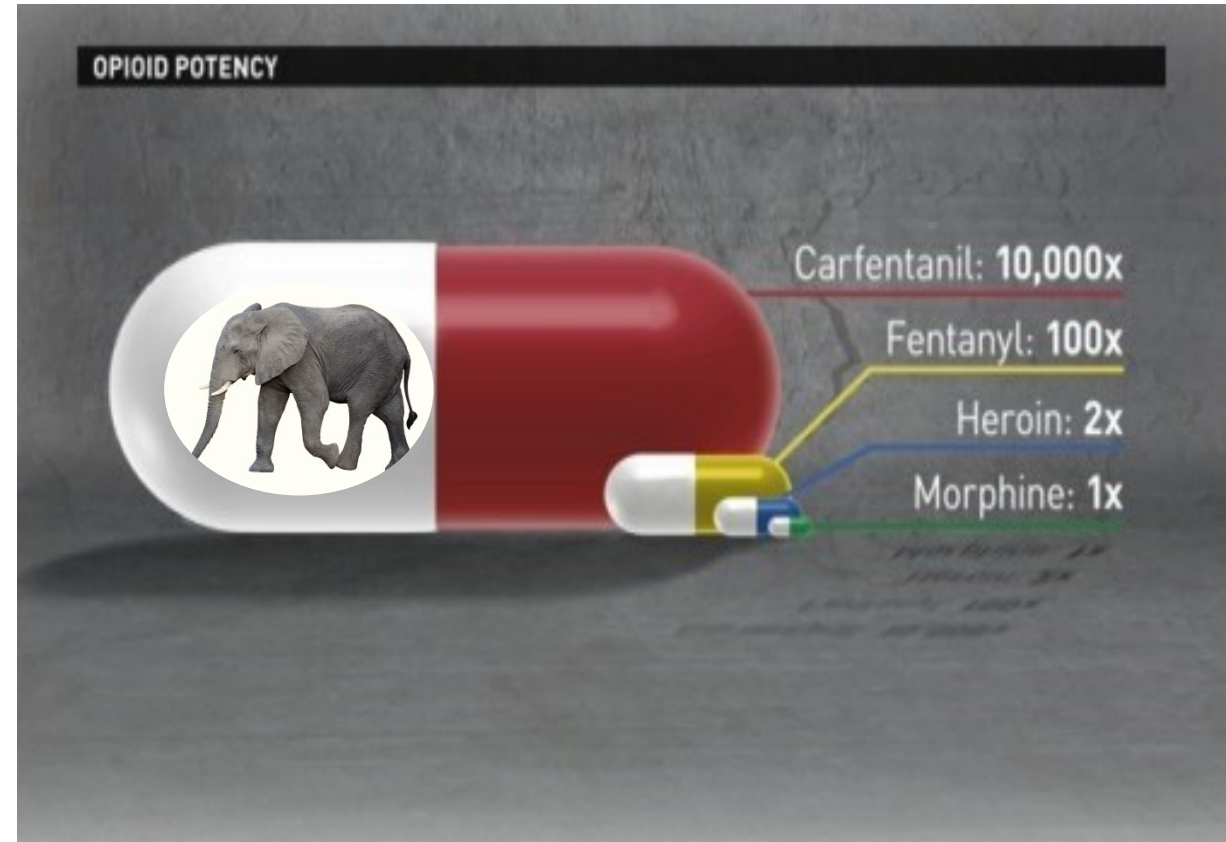 OPIOID POTENCY
Carfentanil: 10,000x
Fentanyl: 100x
Heroin: 2x
Morphine: 1x